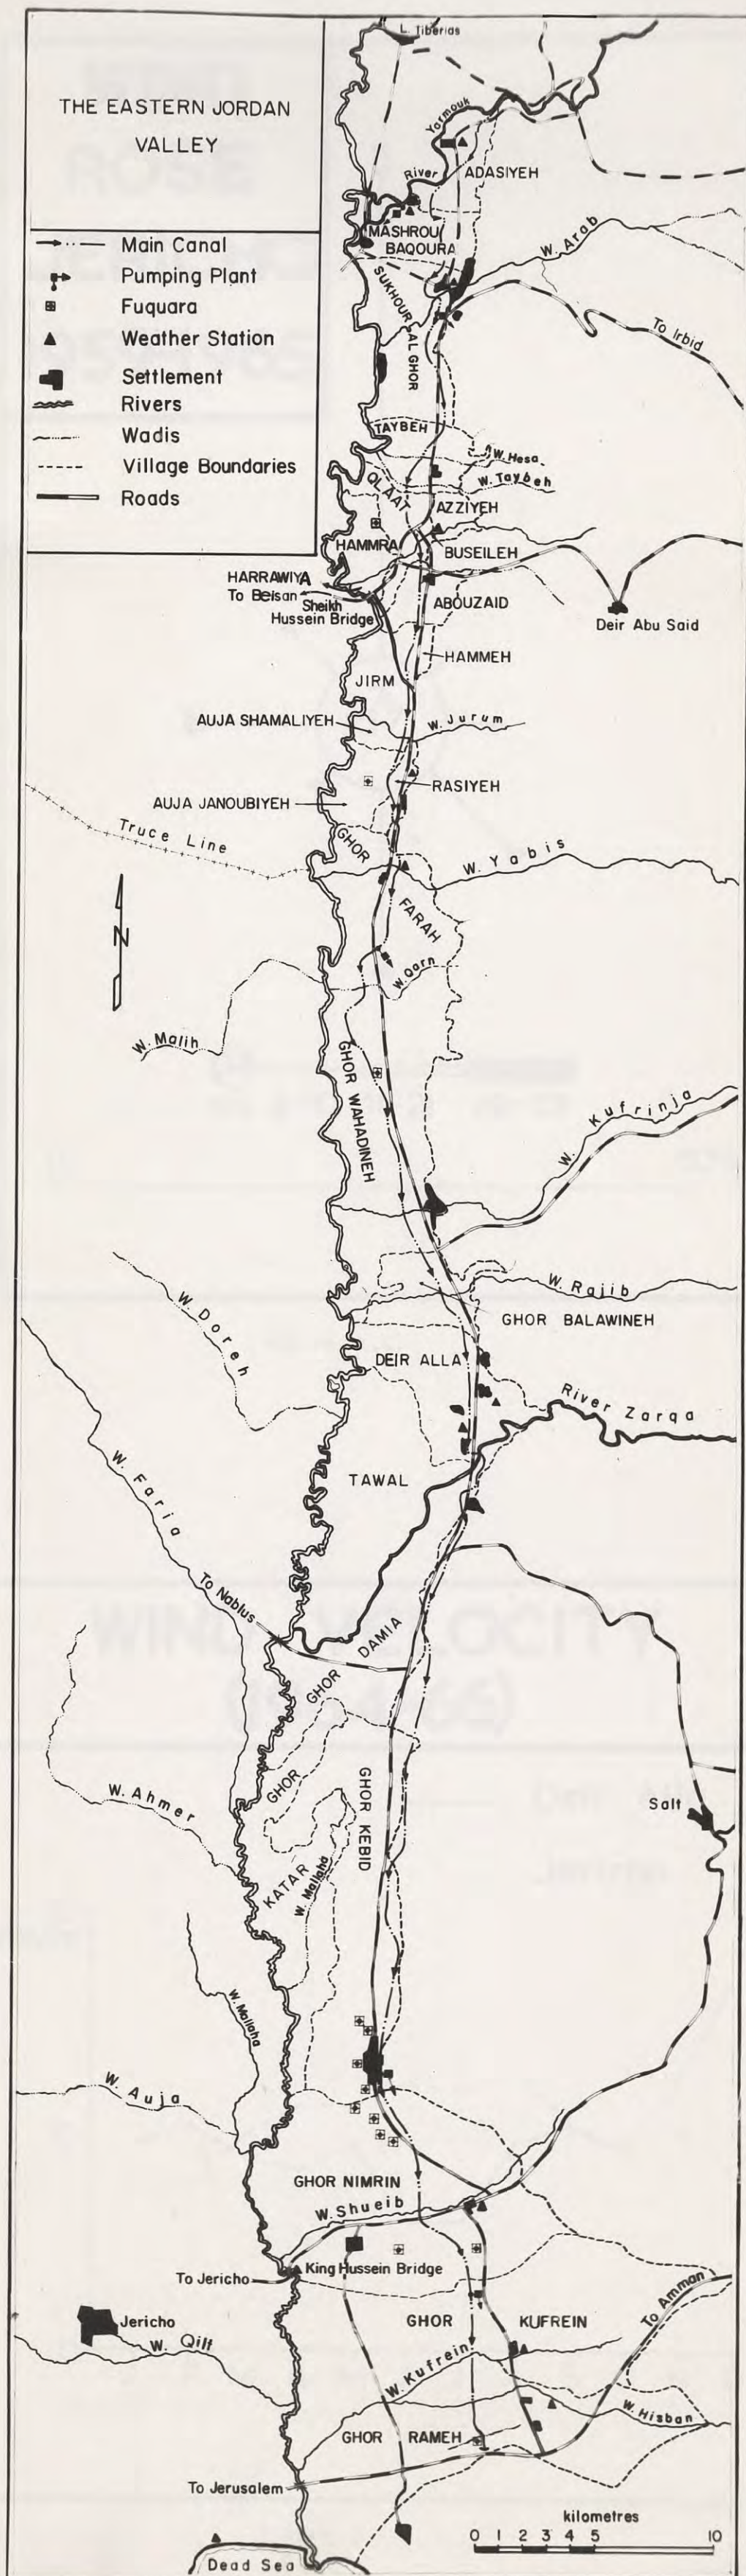 L. Tiberias
THE EASTERN JORDAN
VALLEY
Main Canal
Pumping Plant
Fuquara
Weather Station
Settlement
Rivers
Wadis
Village Boundaries
Roads
Yarmouk
River
ADASIYEH
MASHROU
BAQOURA
W. Arab
SUKHOUR AL GHOR
To Irbid
TAYBEH
W. Hesa
W. Taybeh
QLAAT
AZZIYEH
HAMMRA
BUSEILEH
HARRAWIYA
To Beisan
Sheikh
Hussein Bridge
ABOUZAID
Deir Abu Said
HAMMEH
JIRM
AUJA SHAMALIYEH
W. Jurum
RASIYEH
AUJA JANOUBIYEH
GHOR
Truce Line
W. Yabis
FARAH
N
W. Qarn
W. Malih
GHOR WAHADINEH
W. Kufrinja
W. Rajib
W. Doreh
GHOR BALAWINEH
DEIR ALLA
River Zarqa
W. Faria
TAWAL
To Nablus
DAMIA
GHOR
GHOR
GHOR KEBID
W. Ahmer
Salt
KATAR
W. Mallaha
W. Mallaha
W. Auja
GHOR NIMRIN
W. Shueib
King Hussein Bridge
To Jericho
To Amman
Jericho
GHOR KUFREIN
W. Qilt
W. Kufrein
W. Hisban
GHOR RAMEH
To Jerusalem
kilometres
0 1 2 3 4 5 10
Dead Sea